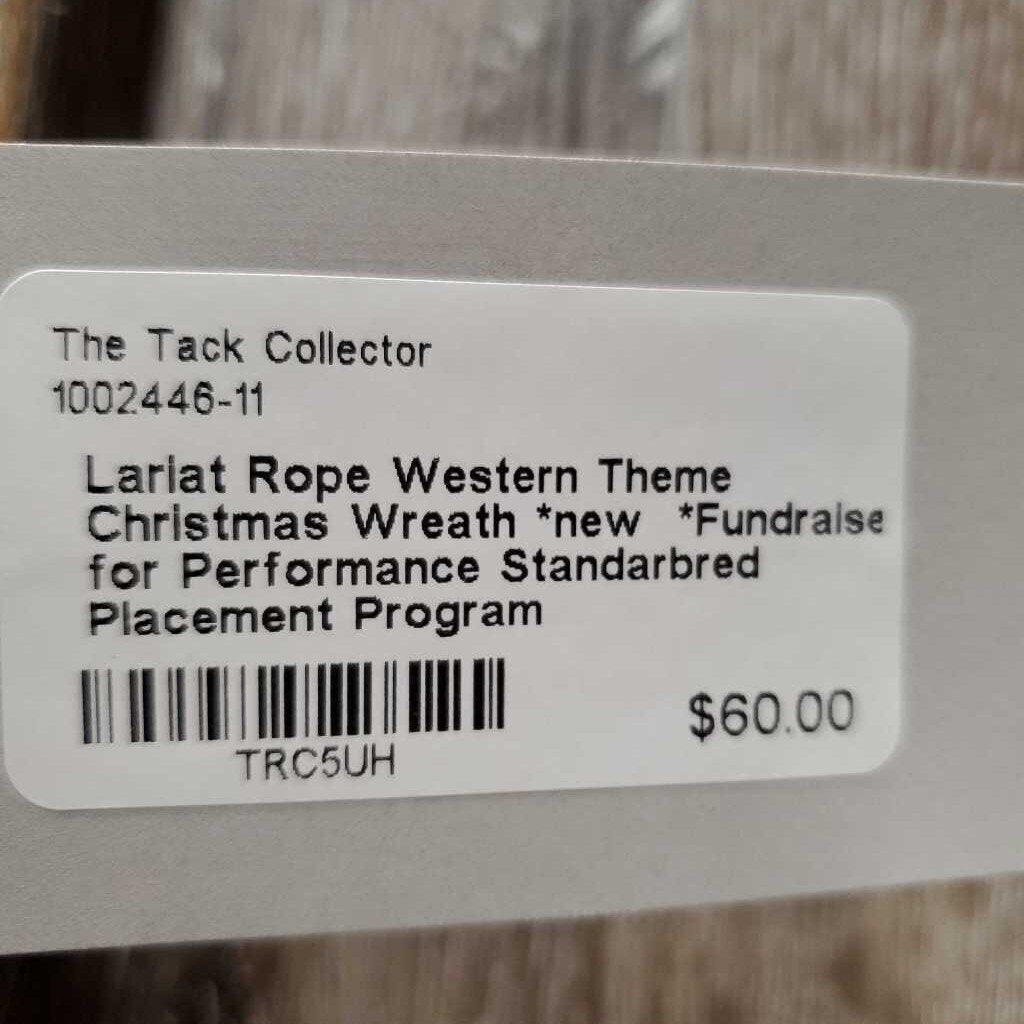 The Tack Collector
1002446-11
Lariat Rope Western Theme
Christmas Wreath *new *Fundraise
for Performance Standarbred
Placement Program
TRC5UH
$60.00